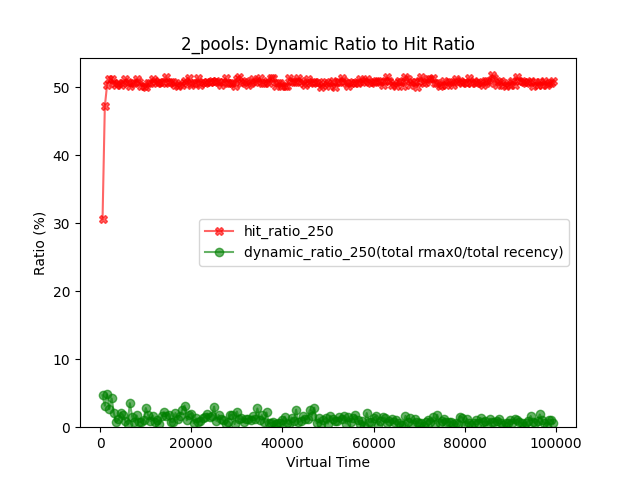 2_pools: Dynamic Ratio to Hit Ratio
Ratio (%)
50
40
30
20
10
0
hit_ratio_250
dynamic_ratio_250(total rmax0/total recency)
0 20000 40000 60000 80000 100000
Virtual Time